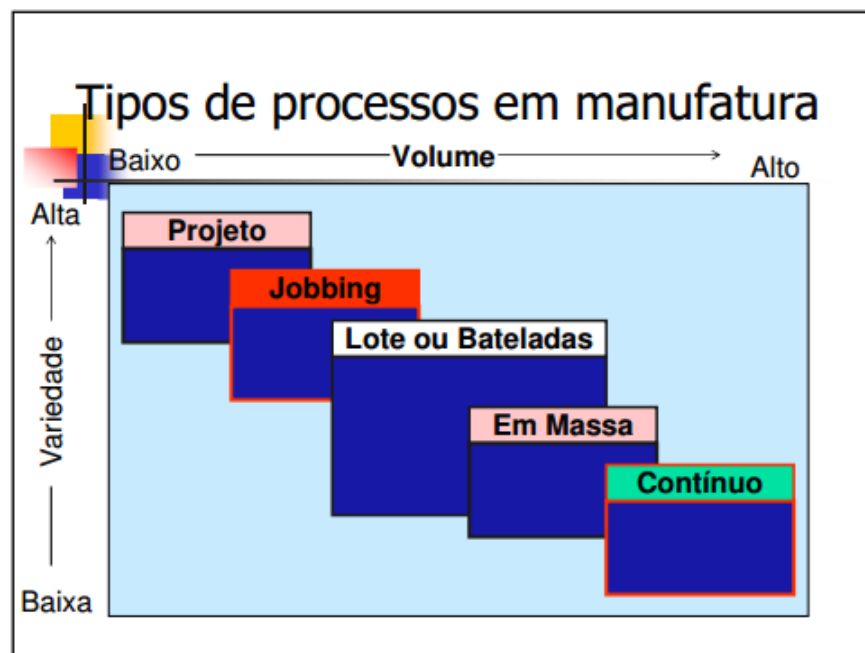 Tipos de processos em manufatura
Baixo
Volume
Alto
Alta
Variedade
Baixa
Projeto
Jobbing
Lote ou Bateladas
Em Massa
Contínuo